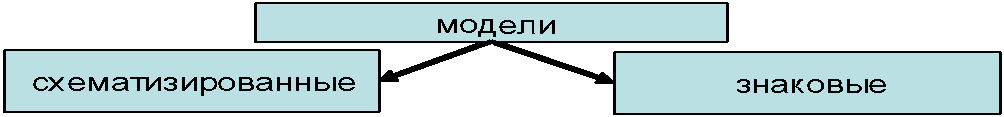 модели
схематизированные
знаковые